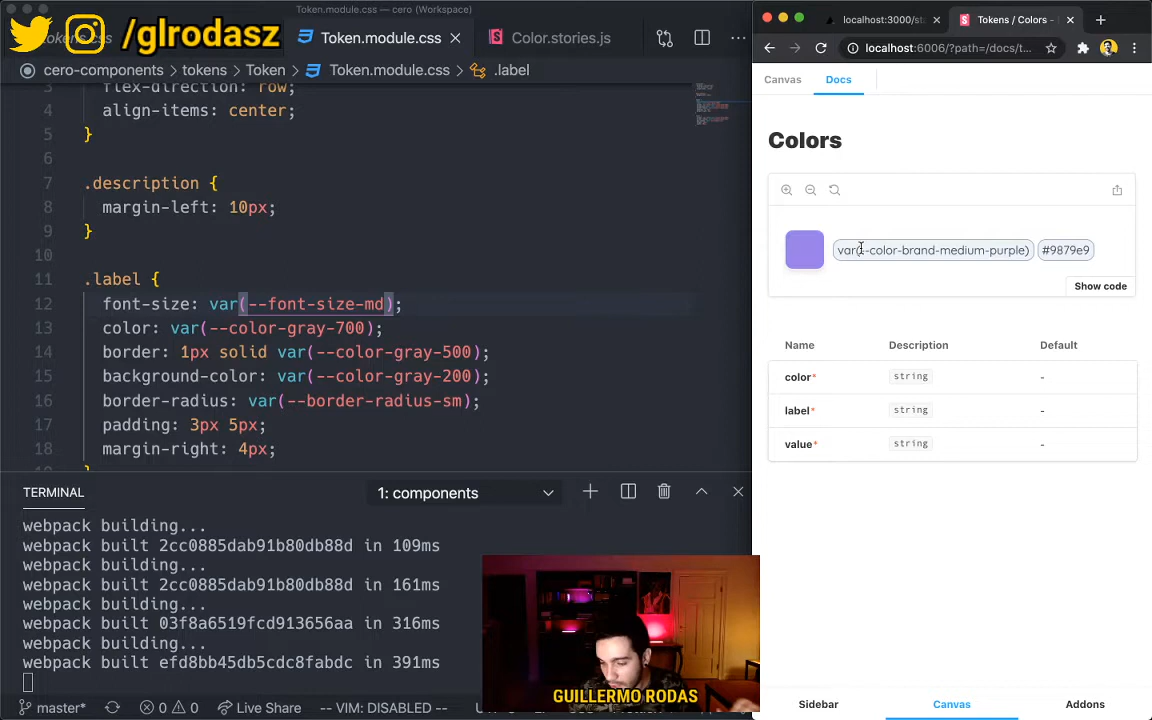 Token.module.css — cero (Workspace)
/glrodasz
Token.module.css
Color.stories.js
cero-components > tokens > Token > Token.module.css > .label
3 flex-direction: row;
4 align-items: center;
5 }
6
7 .description {
8 margin-left: 10px;
9 }
10
11 .label {
12 font-size: var(--font-size-md);
13 color: var(--color-gray-700);
14 border: 1px solid var(--color-gray-500);
15 background-color: var(--color-gray-200);
16 border-radius: var(--border-radius-sm);
17 padding: 3px 5px;
18 margin-right: 4px;
TERMINAL
1: components
webpack building...
webpack built 2cc0885dab91b80db88d in 109ms
webpack building...
webpack built 2cc0885dab91b80db88d in 161ms
webpack building...
webpack built 03f8a6519fcd913656aa in 316ms
webpack building...
webpack built efd8bb45db5cdc8fabdc in 391ms
GUILLERMO RODAS
master* 0 0 Live Share -- VIM: DISABLED --
localhost:3000/st
Tokens / Colors -
localhost:6006/?path=/docs/t...
Canvas Docs
Colors
var(--color-brand-medium-purple) #9879e9
Show code
Name Description Default
color* string -
label* string -
value* string -
Sidebar Canvas Addons